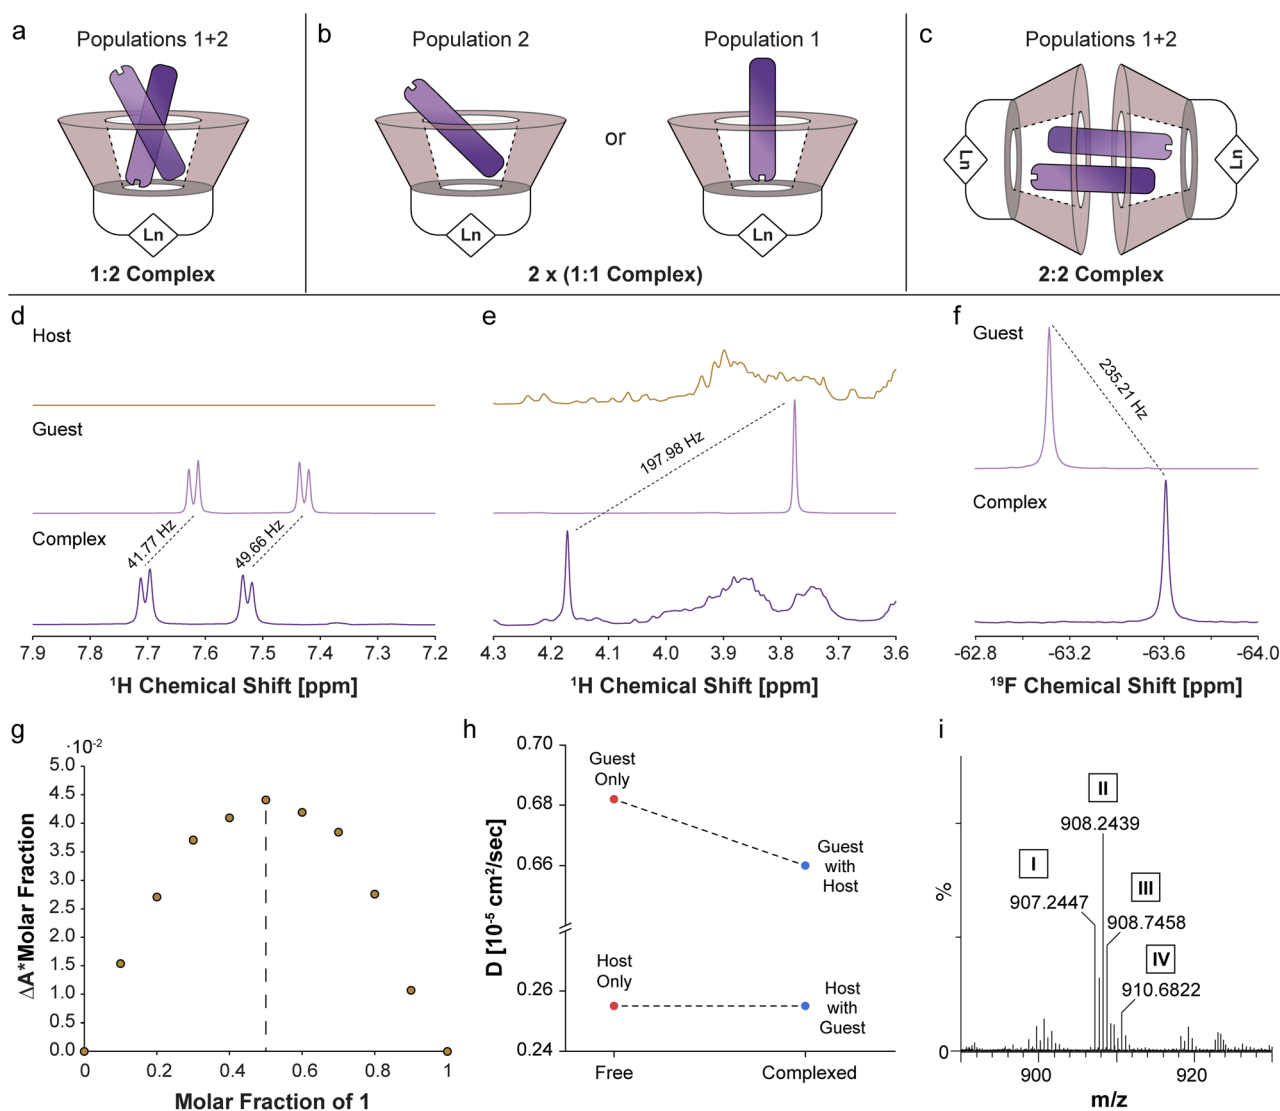 a
Populations 1+2
Ln
1:2 Complex
b
Population 2
Ln
or
Population 1
Ln
2 x (1:1 Complex)
c
Populations 1+2
Ln
Ln
2:2 Complex
d
Host
Guest
Complex
41.77 Hz
49.66 Hz
7.9 7.8 7.7 7.6 7.5 7.4 7.3 7.2
¹H Chemical Shift [ppm]
e
197.98 Hz
4.3 4.2 4.1 4.0 3.9 3.8 3.7 3.6
¹H Chemical Shift [ppm]
f
Guest
235.21 Hz
Complex
-62.8 -63.2 -63.6 -64.0
¹⁹F Chemical Shift [ppm]
g
·10⁻²
5.0
4.5
4.0
3.5
3.0
2.5
2.0
1.5
1.0
0.5
0.0
ΔA*Molar Fraction
0 0.2 0.4 0.6 0.8 1
Molar Fraction of 1
h
0.70
0.68
0.66
0.26
0.24
D [10⁻⁵ cm²/sec]
Guest
Only
Guest
with
Host
Host
Only
Host
with
Guest
Free Complexed
i
%
0
I
907.2447
II
908.2439
III
908.7458
IV
910.6822
900 920
m/z